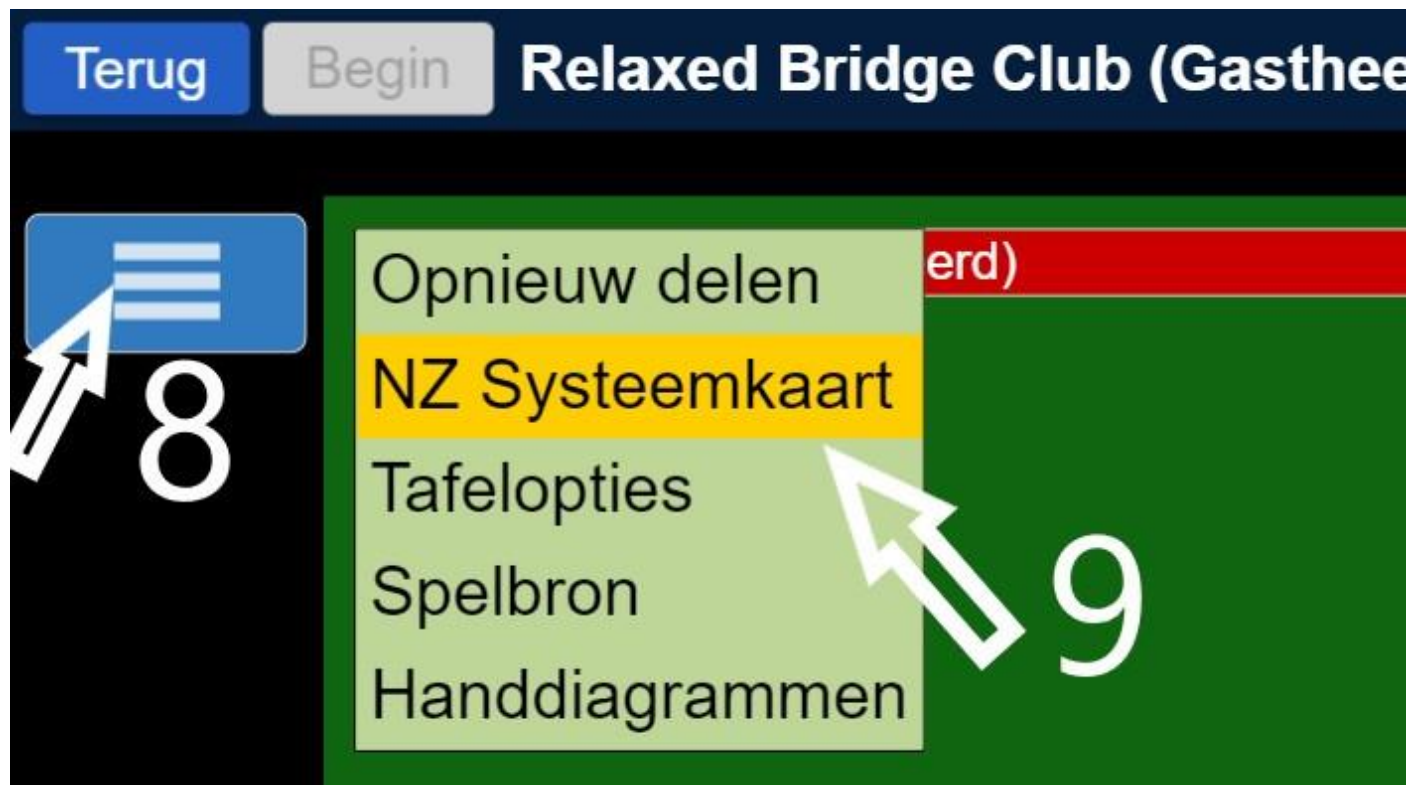 Terug Begin Relaxed Bridge Club (Gasthee
Opnieuw delen erd)
NZ Systeemkaart
8
Tafelopties
Spelbron
9
Handdiagrammen